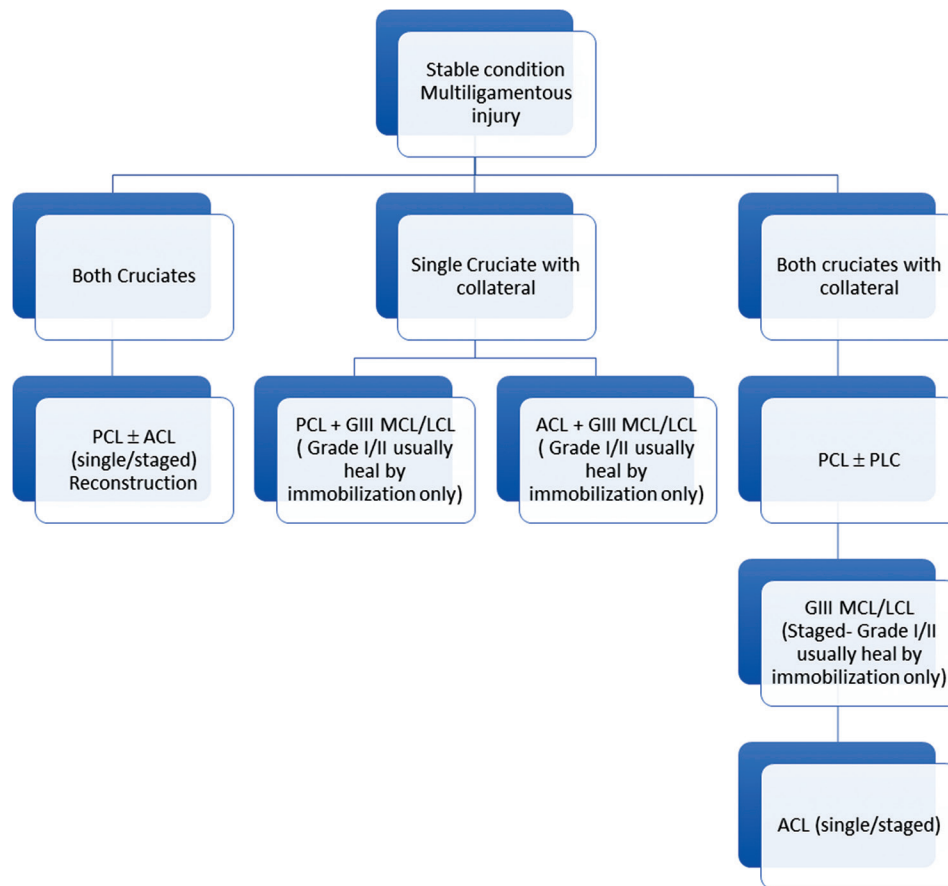 Stable condition
Multiligamentous
injury
Both Cruciates
Single Cruciate with
collateral
Both cruciates with
collateral
PCL ± ACL
(single/staged)
Reconstruction
PCL + GIII MCL/LCL
( Grade I/II usually
heal by
immobilization only)
ACL + GIII MCL/LCL
( Grade I/II usually
heal by
immobilization only)
PCL ± PLC
GIII MCL/LCL
(Staged- Grade I/II
usually heal by
immobilization only)
ACL (single/staged)